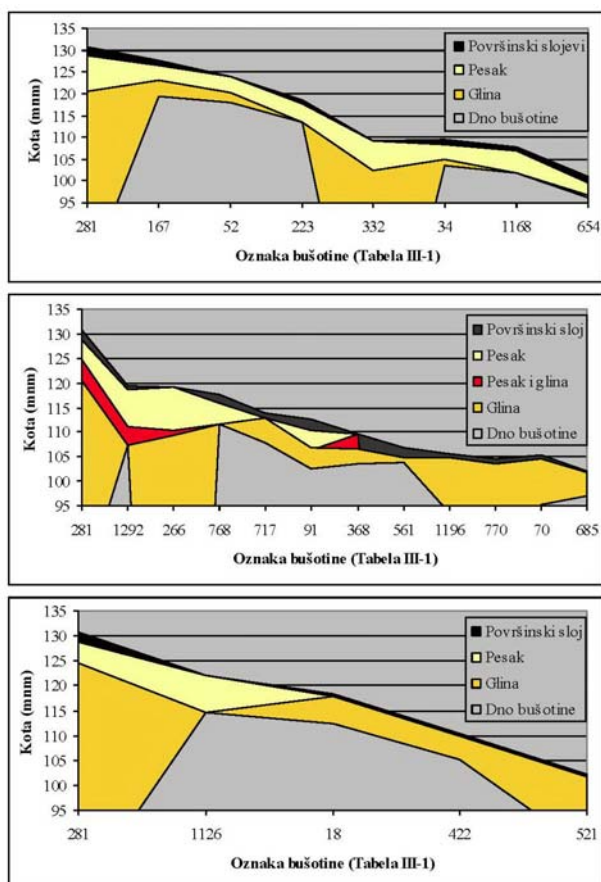 Kota (mnm)
135
130
125
120
115
110
105
100
95
Površinski slojevi
Pesak
Glina
Dno bušotine
281 167 52 223 332 34 1168 654
Oznaka bušotine (Tabela III-1)
Kota (mnm)
135
130
125
120
115
110
105
100
95
Površinski sloj
Pesak
Pesak i glina
Glina
Dno bušotine
281 1292 266 768 717 91 368 561 1196 770 70 685
Oznaka bušotine (Tabela III-1)
Kota (mnm)
135
130
125
120
115
110
105
100
95
Površinski sloj
Pesak
Glina
Dno bušotine
281 1126 18 422 521
Oznaka bušotine (Tabela III-1)